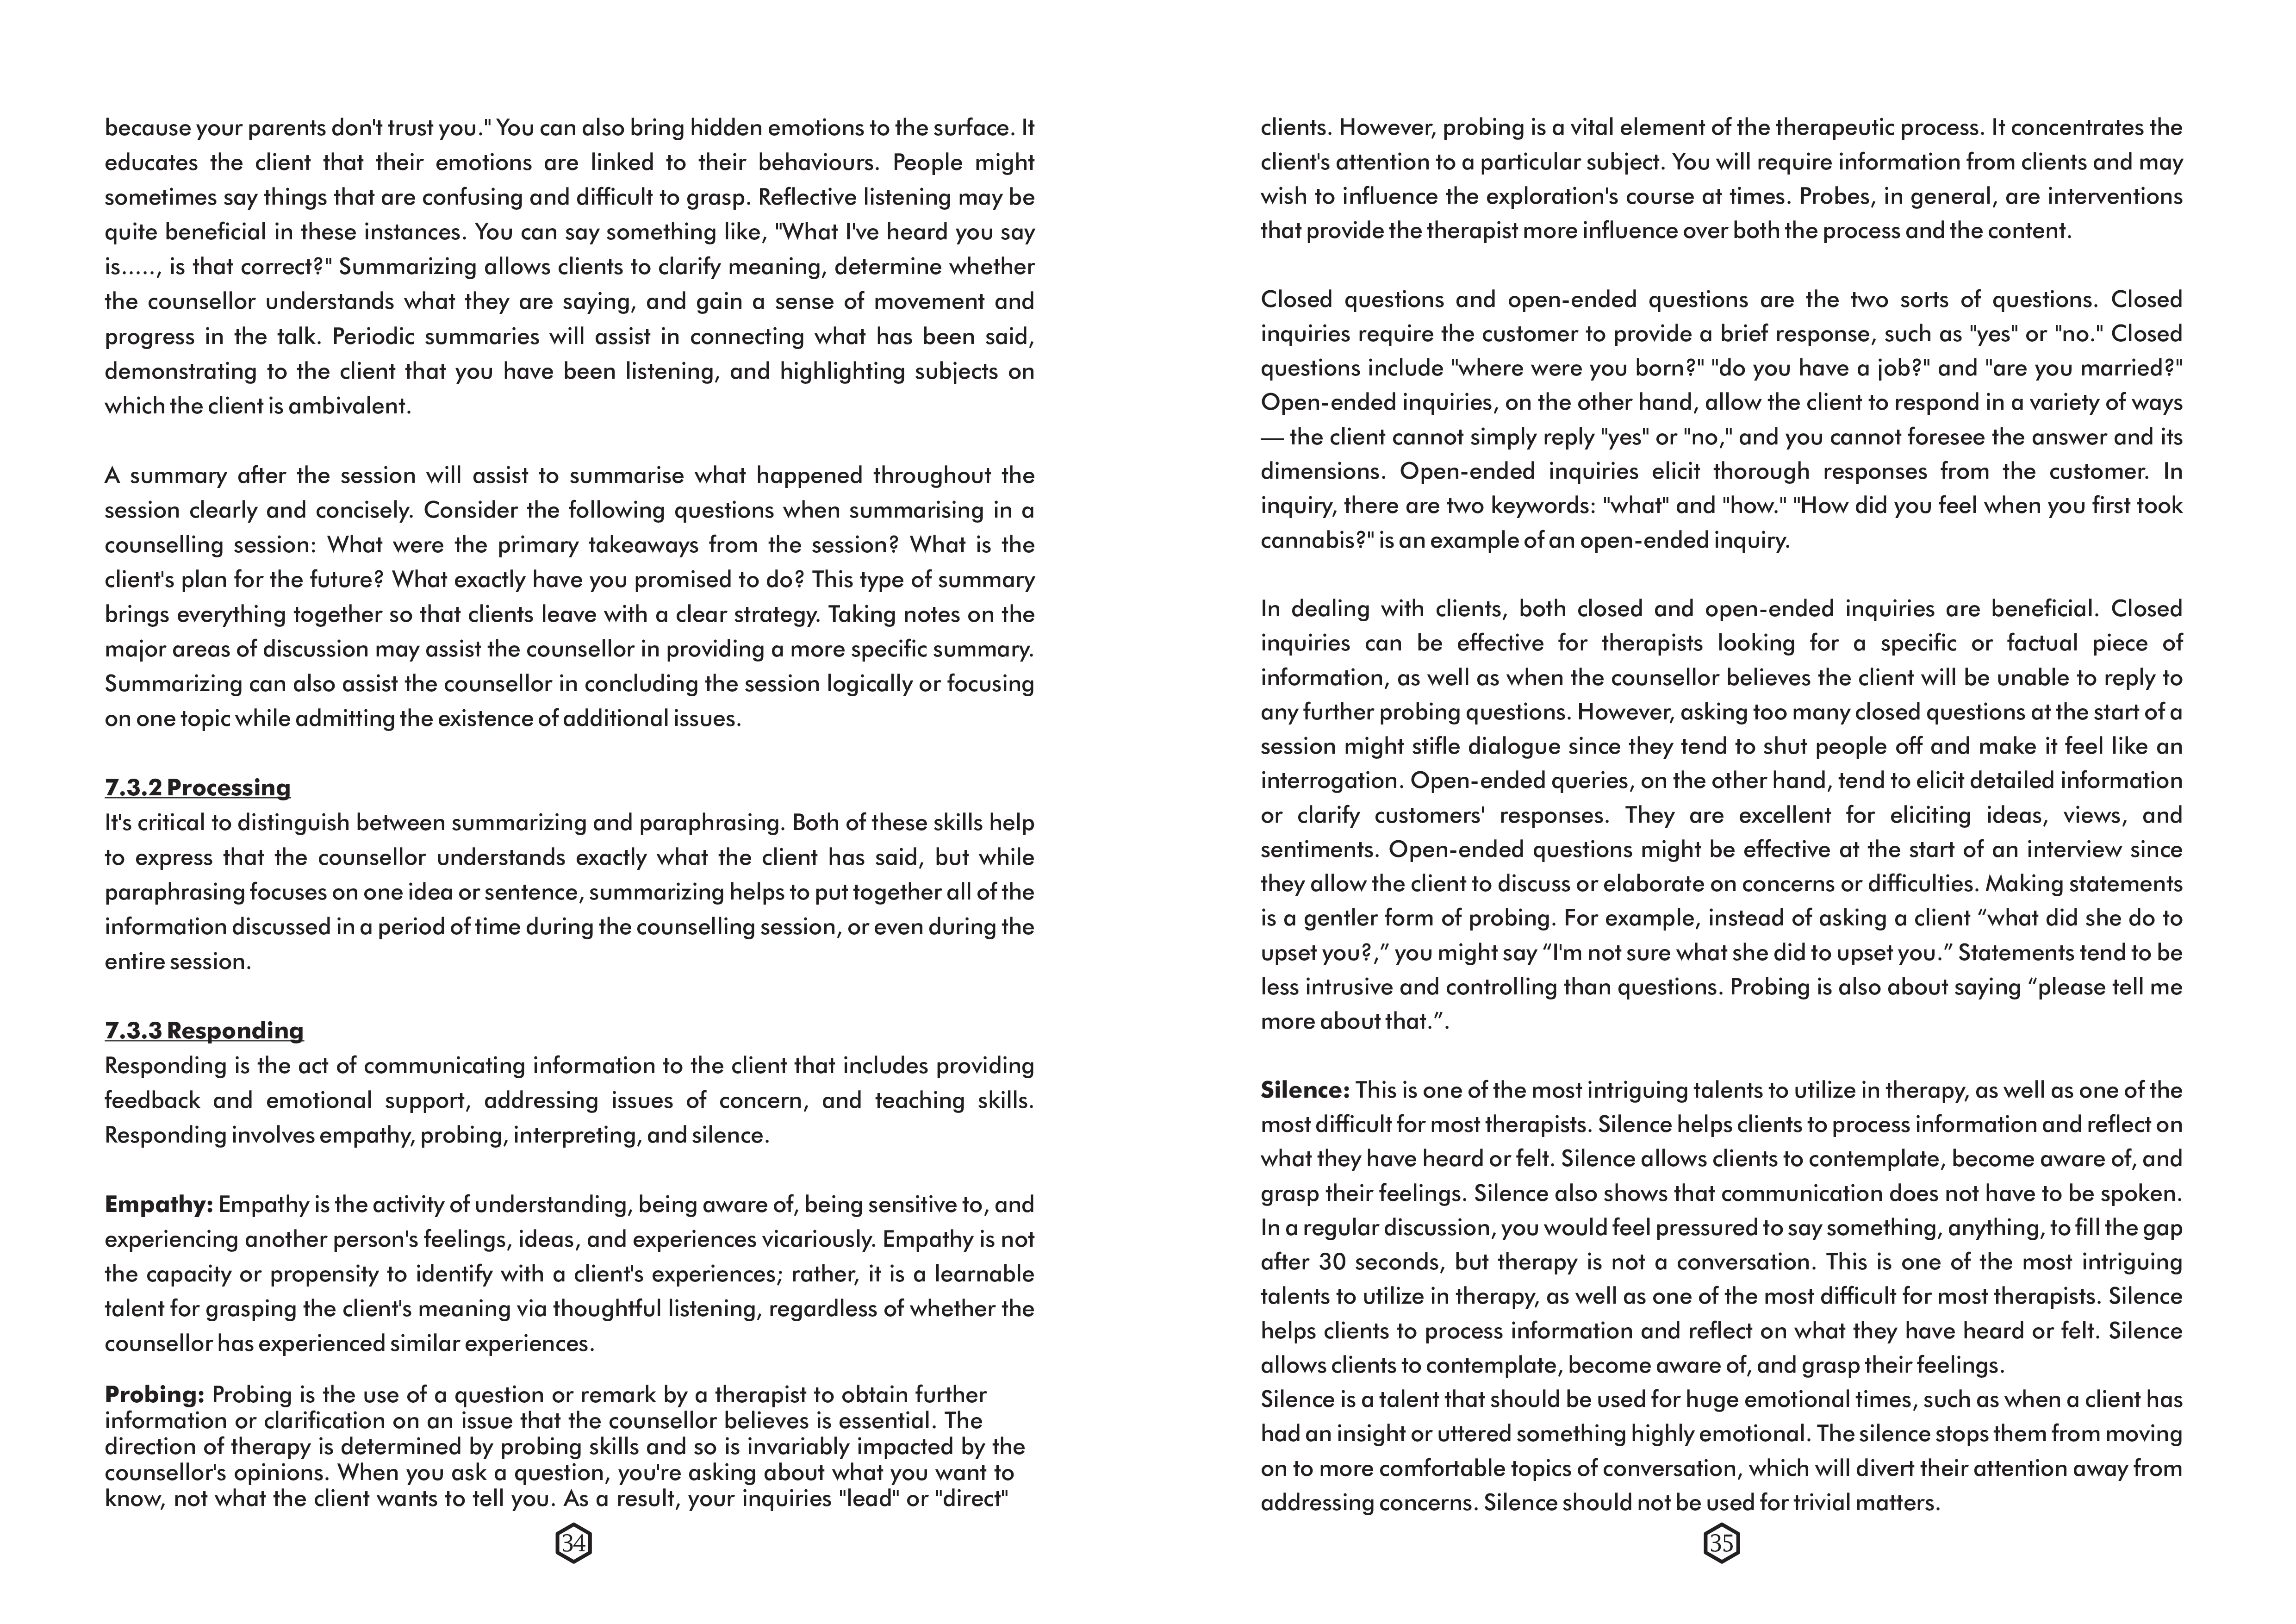 because your parents don't trust you." You can also bring hidden emotions to the surface. It
educates the client that their emotions are linked to their behaviours. People might
sometimes say things that are confusing and difficult to grasp. Reflective listening may be
quite beneficial in these instances. You can say something like, "What I've heard you say
is....., is that correct?" Summarizing allows clients to clarify meaning, determine whether
the counsellor understands what they are saying, and gain a sense of movement and
progress in the talk. Periodic summaries will assist in connecting what has been said,
demonstrating to the client that you have been listening, and highlighting subjects on
which the client is ambivalent.
A summary after the session will assist to summarise what happened throughout the
session clearly and concisely. Consider the following questions when summarising in a
counselling session: What were the primary takeaways from the session? What is the
client's plan for the future? What exactly have you promised to do? This type of summary
brings everything together so that clients leave with a clear strategy. Taking notes on the
major areas of discussion may assist the counsellor in providing a more specific summary.
Summarizing can also assist the counsellor in concluding the session logically or focusing
on one topic while admitting the existence of additional issues.
7.3.2 Processing
It's critical to distinguish between summarizing and paraphrasing. Both of these skills help
to express that the counsellor understands exactly what the client has said, but while
paraphrasing focuses on one idea or sentence, summarizing helps to put together all of the
information discussed in a period of time during the counselling session, or even during the
entire session.
7.3.3 Responding
Responding is the act of communicating information to the client that includes providing
feedback and emotional support, addressing issues of concern, and teaching skills.
Responding involves empathy, probing, interpreting, and silence.
Empathy: Empathy is the activity of understanding, being aware of, being sensitive to, and
experiencing another person's feelings, ideas, and experiences vicariously. Empathy is not
the capacity or propensity to identify with a client's experiences; rather, it is a learnable
talent for grasping the client's meaning via thoughtful listening, regardless of whether the
counsellor has experienced similar experiences.
Probing: Probing is the use of a question or remark by a therapist to obtain further
information or clarification on an issue that the counsellor believes is essential. The
direction of therapy is determined by probing skills and so is invariably impacted by the
counsellor's opinions. When you ask a question, you're asking about what you want to
know, not what the client wants to tell you. As a result, your inquiries "lead" or "direct"
34
clients. However, probing is a vital element of the therapeutic process. It concentrates the
client's attention to a particular subject. You will require information from clients and may
wish to influence the exploration's course at times. Probes, in general, are interventions
that provide the therapist more influence over both the process and the content.
Closed questions and open-ended questions are the two sorts of questions. Closed
inquiries require the customer to provide a brief response, such as "yes" or "no." Closed
questions include "where were you born?" "do you have a job?" and "are you married?"
Open-ended inquiries, on the other hand, allow the client to respond in a variety of ways
— the client cannot simply reply "yes" or "no," and you cannot foresee the answer and its
dimensions. Open-ended inquiries elicit thorough responses from the customer. In
inquiry, there are two keywords: "what" and "how." "How did you feel when you first took
cannabis?" is an example of an open-ended inquiry.
In dealing with clients, both closed and open-ended inquiries are beneficial. Closed
inquiries can be effective for therapists looking for a specific or factual piece of
information, as well as when the counsellor believes the client will be unable to reply to
any further probing questions. However, asking too many closed questions at the start of a
session might stifle dialogue since they tend to shut people off and make it feel like an
interrogation. Open-ended queries, on the other hand, tend to elicit detailed information
or clarify customers' responses. They are excellent for eliciting ideas, views, and
sentiments. Open-ended questions might be effective at the start of an interview since
they allow the client to discuss or elaborate on concerns or difficulties. Making statements
is a gentler form of probing. For example, instead of asking a client “what did she do to
upset you?,” you might say “I'm not sure what she did to upset you.” Statements tend to be
less intrusive and controlling than questions. Probing is also about saying “please tell me
more about that.”.
Silence: This is one of the most intriguing talents to utilize in therapy, as well as one of the
most difficult for most therapists. Silence helps clients to process information and reflect on
what they have heard or felt. Silence allows clients to contemplate, become aware of, and
grasp their feelings. Silence also shows that communication does not have to be spoken.
In a regular discussion, you would feel pressured to say something, anything, to fill the gap
after 30 seconds, but therapy is not a conversation. This is one of the most intriguing
talents to utilize in therapy, as well as one of the most difficult for most therapists. Silence
helps clients to process information and reflect on what they have heard or felt. Silence
allows clients to contemplate, become aware of, and grasp their feelings.
Silence is a talent that should be used for huge emotional times, such as when a client has
had an insight or uttered something highly emotional. The silence stops them from moving
on to more comfortable topics of conversation, which will divert their attention away from
addressing concerns. Silence should not be used for trivial matters.
35